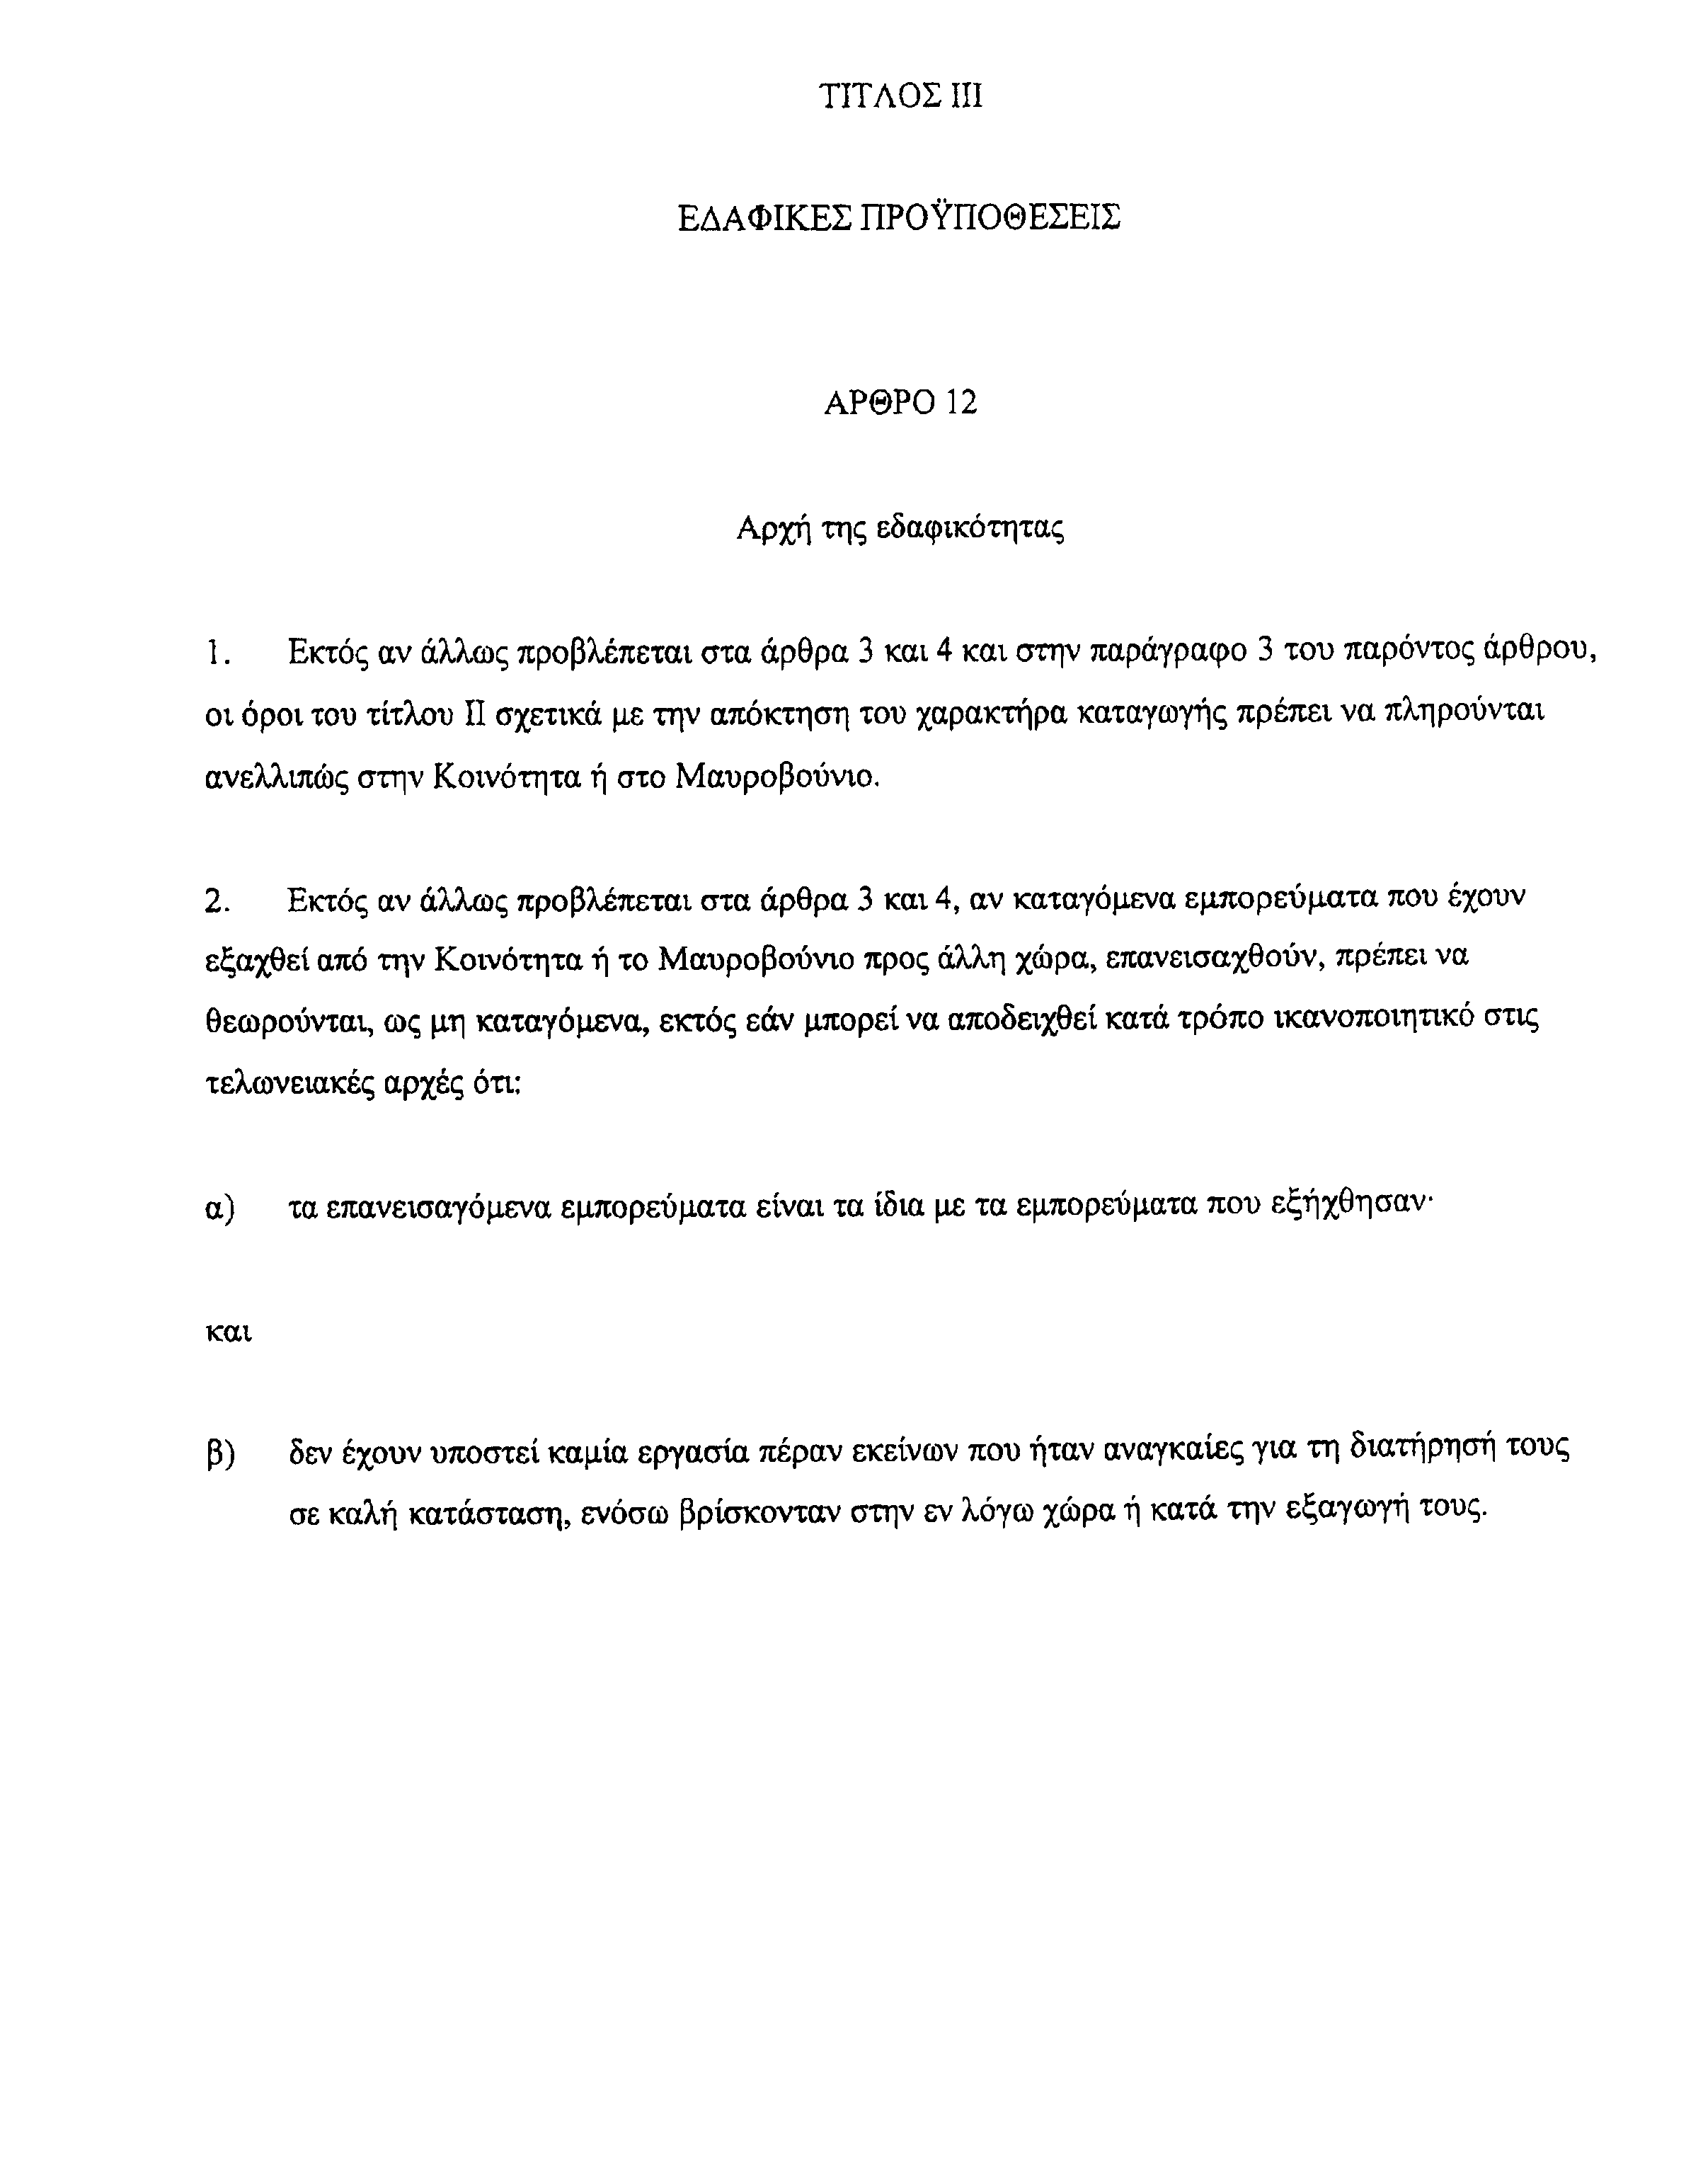 ΤΙΤΛΟΣ III
ΕΔΑΦΙΚΕΣ ΠΡΟΫΠΟΘΕΣΕΙΣ
ΑΡΘΡΟ 12
Αρχή της εδαφικότητας
1. Εκτός αν άλλως προβλέπεται στα άρθρα 3 και 4 και στην παράγραφο 3 του παρόντος άρθρου,
οι όροι του τίτλου II σχετικά με την απόκτηση του χαρακτήρα καταγωγής πρέπει να πληρούνται
ανελλιπώς στην Κοινότητα ή στο Μαυροβούνιο.
2. Εκτός αν άλλως προβλέπεται στα άρθρα 3 και 4, αν καταγόμενα εμπορεύματα που έχουν
εξαχθεί από την Κοινότητα ή το Μαυροβούνιο προς άλλη χώρα, επανεισαχθούν, πρέπει να
θεωρούνται, ως μη καταγόμενα, εκτός εάν μπορεί να αποδειχθεί κατά τρόπο ικανοποιητικό στις
τελωνειακές αρχές ότι:
α) τα επανεισαγόμενα εμπορεύματα είναι τα ίδια με τα εμπορεύματα που εξήχθησαν·
και
β) δεν έχουν υποστεί καμία εργασία πέραν εκείνων που ήταν αναγκαίες για τη διατήρησή τους
σε καλή κατάσταση, ενόσω βρίσκονταν στην εν λόγω χώρα ή κατά την εξαγωγή τους.